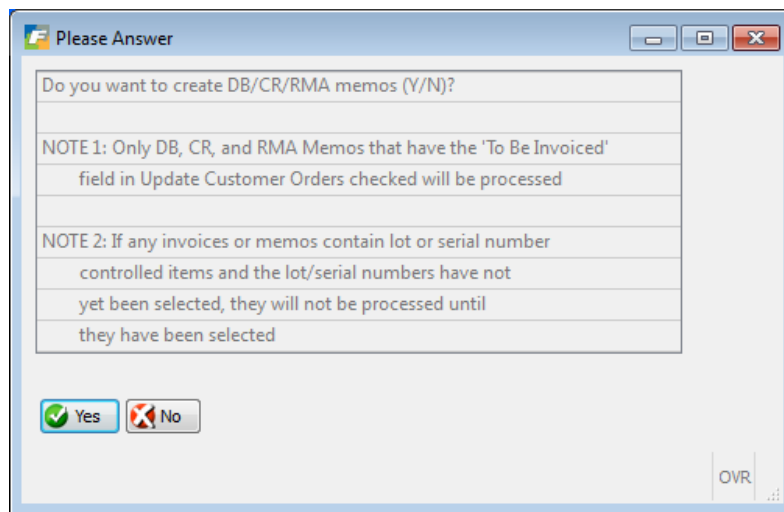 Please Answer
Do you want to create DB/CR/RMA memos (Y/N)?
NOTE 1: Only DB, CR, and RMA Memos that have the 'To Be Invoiced'
field in Update Customer Orders checked will be processed
NOTE 2: If any invoices or memos contain lot or serial number
controlled items and the lot/serial numbers have not
yet been selected, they will not be processed until
they have been selected
Yes No
OVR